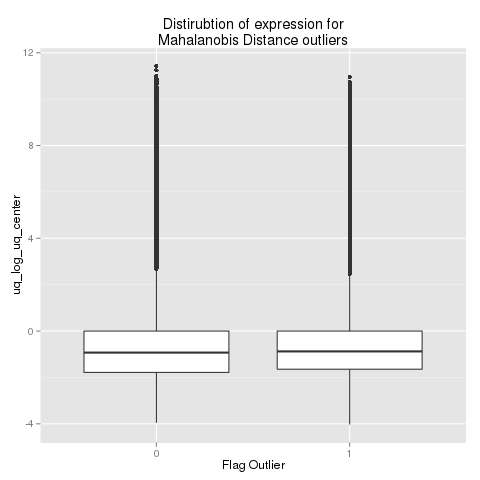 Distirubtion of expression for
Mahalanobis Distance outliers
12
8
4
0
-4
uq_log_uq_center
0
1
Flag Outlier